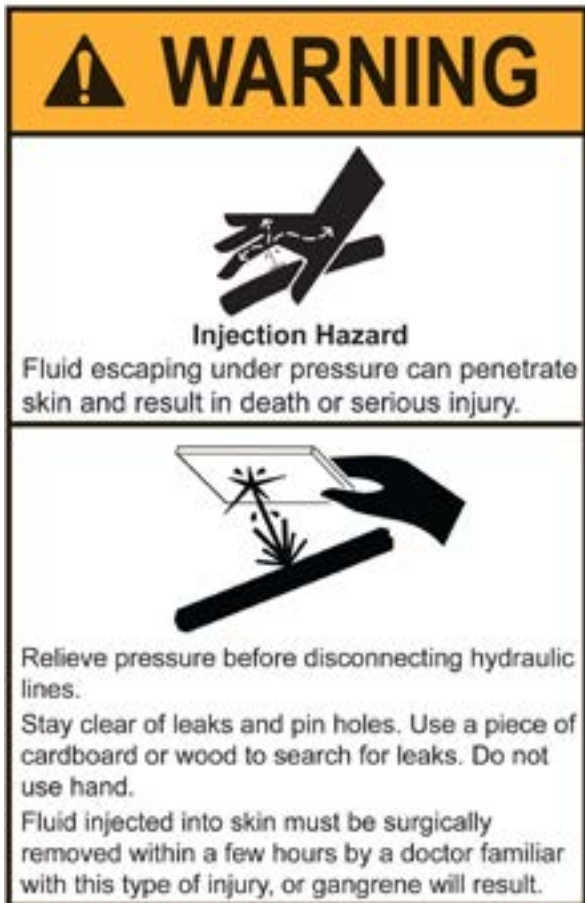 WARNING
Injection Hazard
Fluid escaping under pressure can penetrate
skin and result in death or serious injury.
Relieve pressure before disconnecting hydraulic
lines.
Stay clear of leaks and pin holes. Use a piece of
cardboard or wood to search for leaks. Do not
use hand.
Fluid injected into skin must be surgically
removed within a few hours by a doctor familiar
with this type of injury, or gangrene will result.